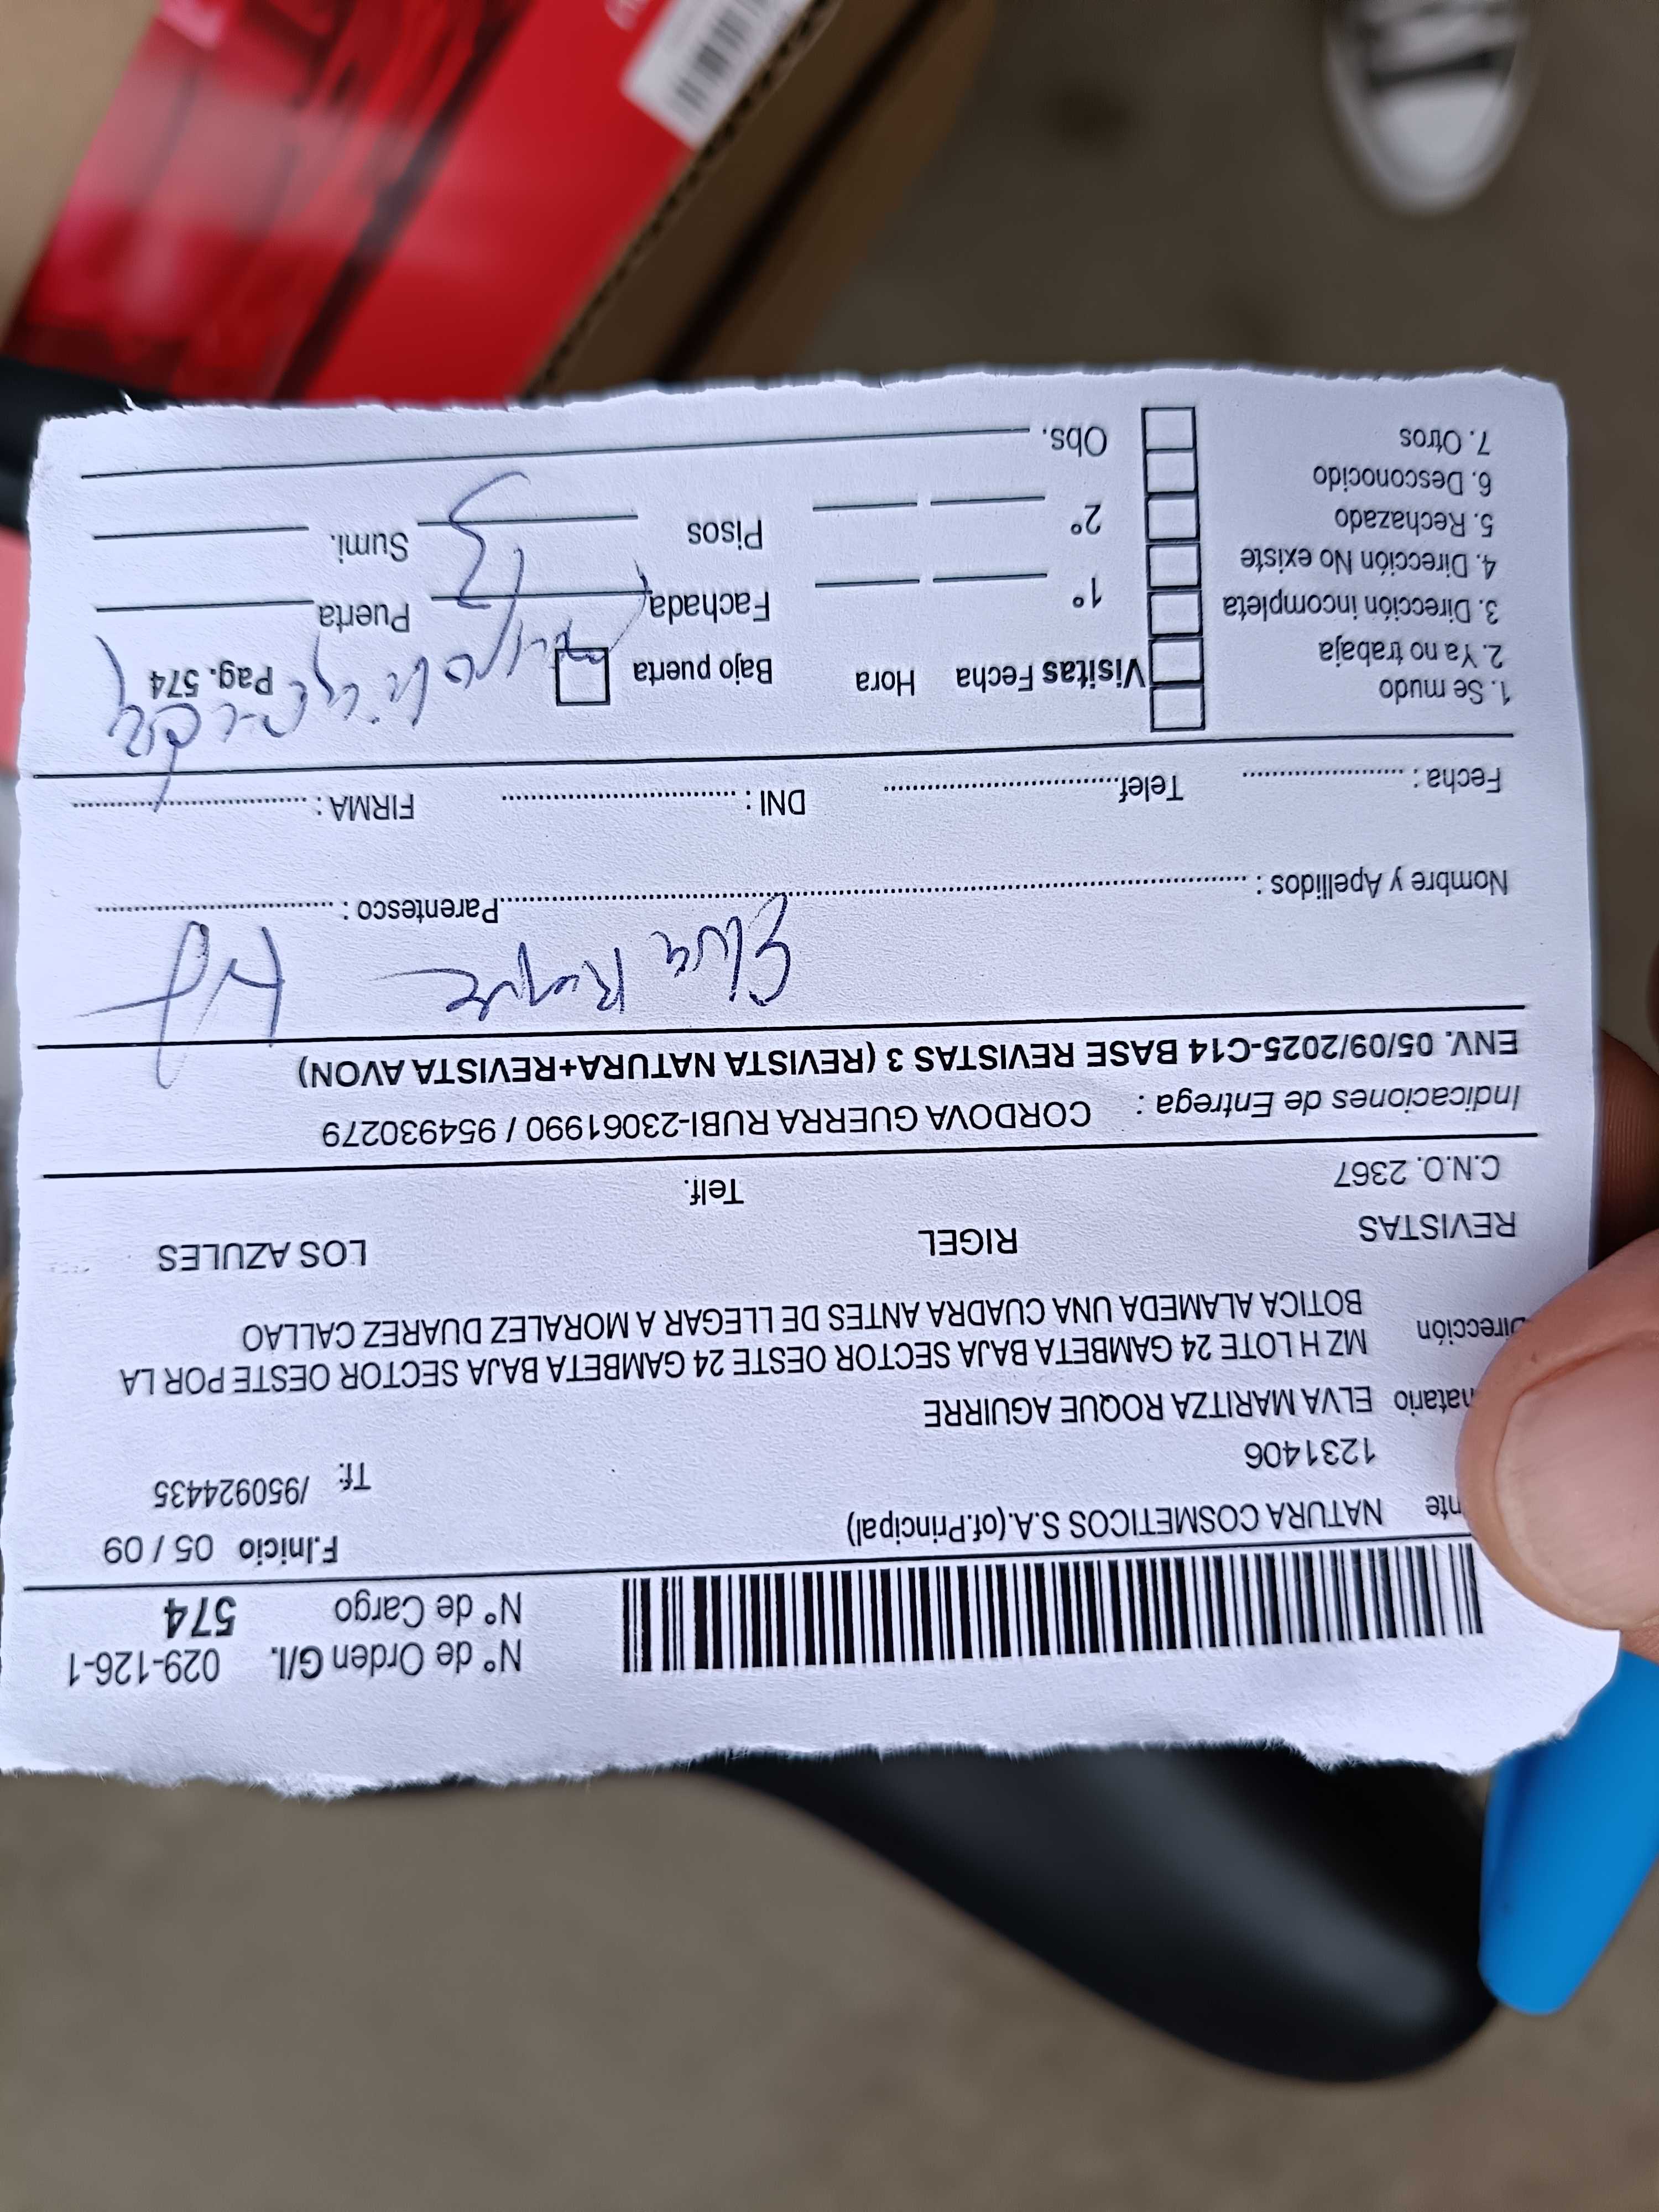 N° de Orden G/I. 029-126-1
N° de Cargo 574
nte NATURA COSMETICOS S.A.(of.Principal) F.Inicio 05 / 09
1231406 Tf: /950924435
natario ELVA MARITZA ROQUE AGUIRRE
Dirección MZ H LOTE 24 GAMBETA BAJA SECTOR OESTE 24 GAMBETA BAJA SECTOR OESTE POR LA
BOTICA ALAMEDA UNA CUADRA ANTES DE LLEGAR A MORALEZ DUAREZ CALLAO
REVISTAS RIGEL LOS AZULES
C.N.O. 2367 Telf.
Indicaciones de Entrega : CORDOVA GUERRA RUBI-23061990 / 954930279
ENV. 05/09/2025-C14 BASE REVISTAS 3 (REVISTA NATURA+REVISTA AVON)
Elva Roque
Nombre y Apellidos : Parentesco :
Fecha : Telef. DNI : FIRMA :
1. Se mudo
2. Ya no trabaja
3. Dirección incompleta
4. Dirección No existe
5. Rechazado
6. Desconocido
7. Otros
Visitas Fecha Hora Bajo puerta Pag. 574
1° Fachada Puerta
2° Pisos Sumi.
Obs.